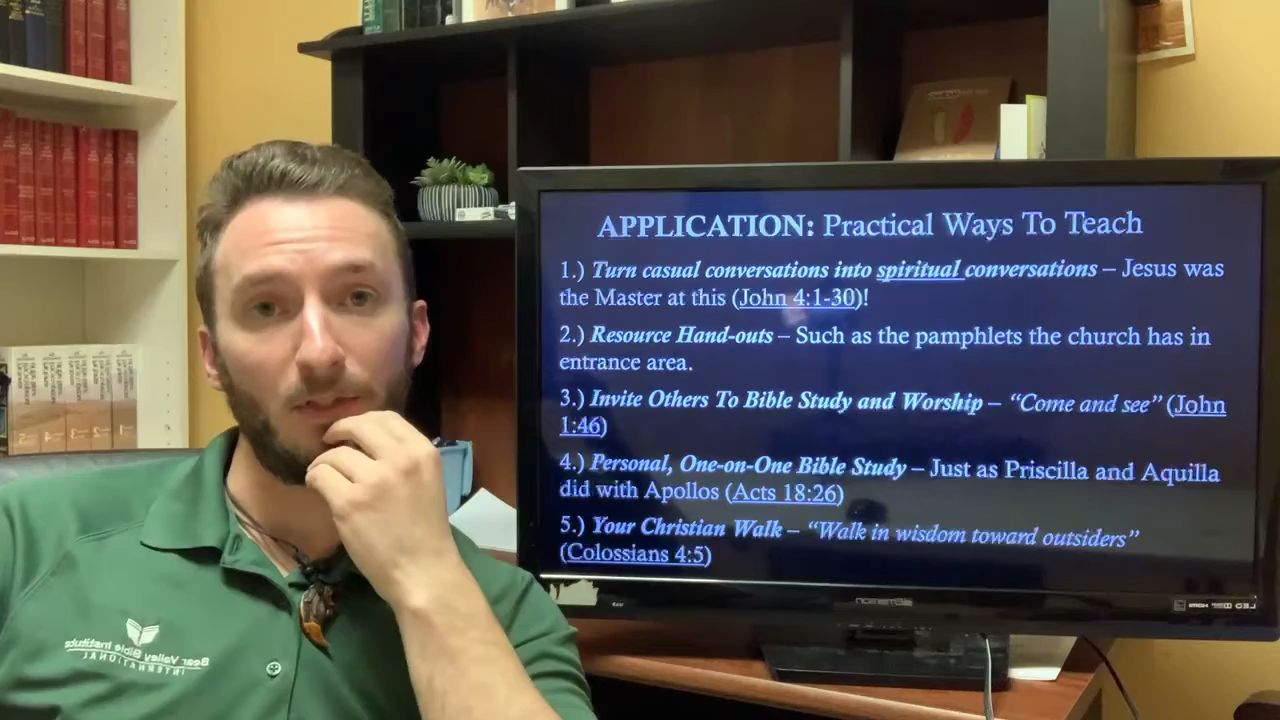 APPLICATION: Practical Ways To Teach
1.) Turn casual conversations into spiritual conversations – Jesus was
the Master at this (John 4:1-30)!
2.) Resource Hand-outs – Such as the pamphlets the church has in
entrance area.
3.) Invite Others To Bible Study and Worship – “Come and see” (John
1:46)
4.) Personal, One-on-One Bible Study – Just as Priscilla and Aquilla
did with Apollos (Acts 18:26)
5.) Your Christian Walk – “Walk in wisdom toward outsiders”
(Colossians 4:5)
Bear Valley Bible Institute
INTERNATIONAL